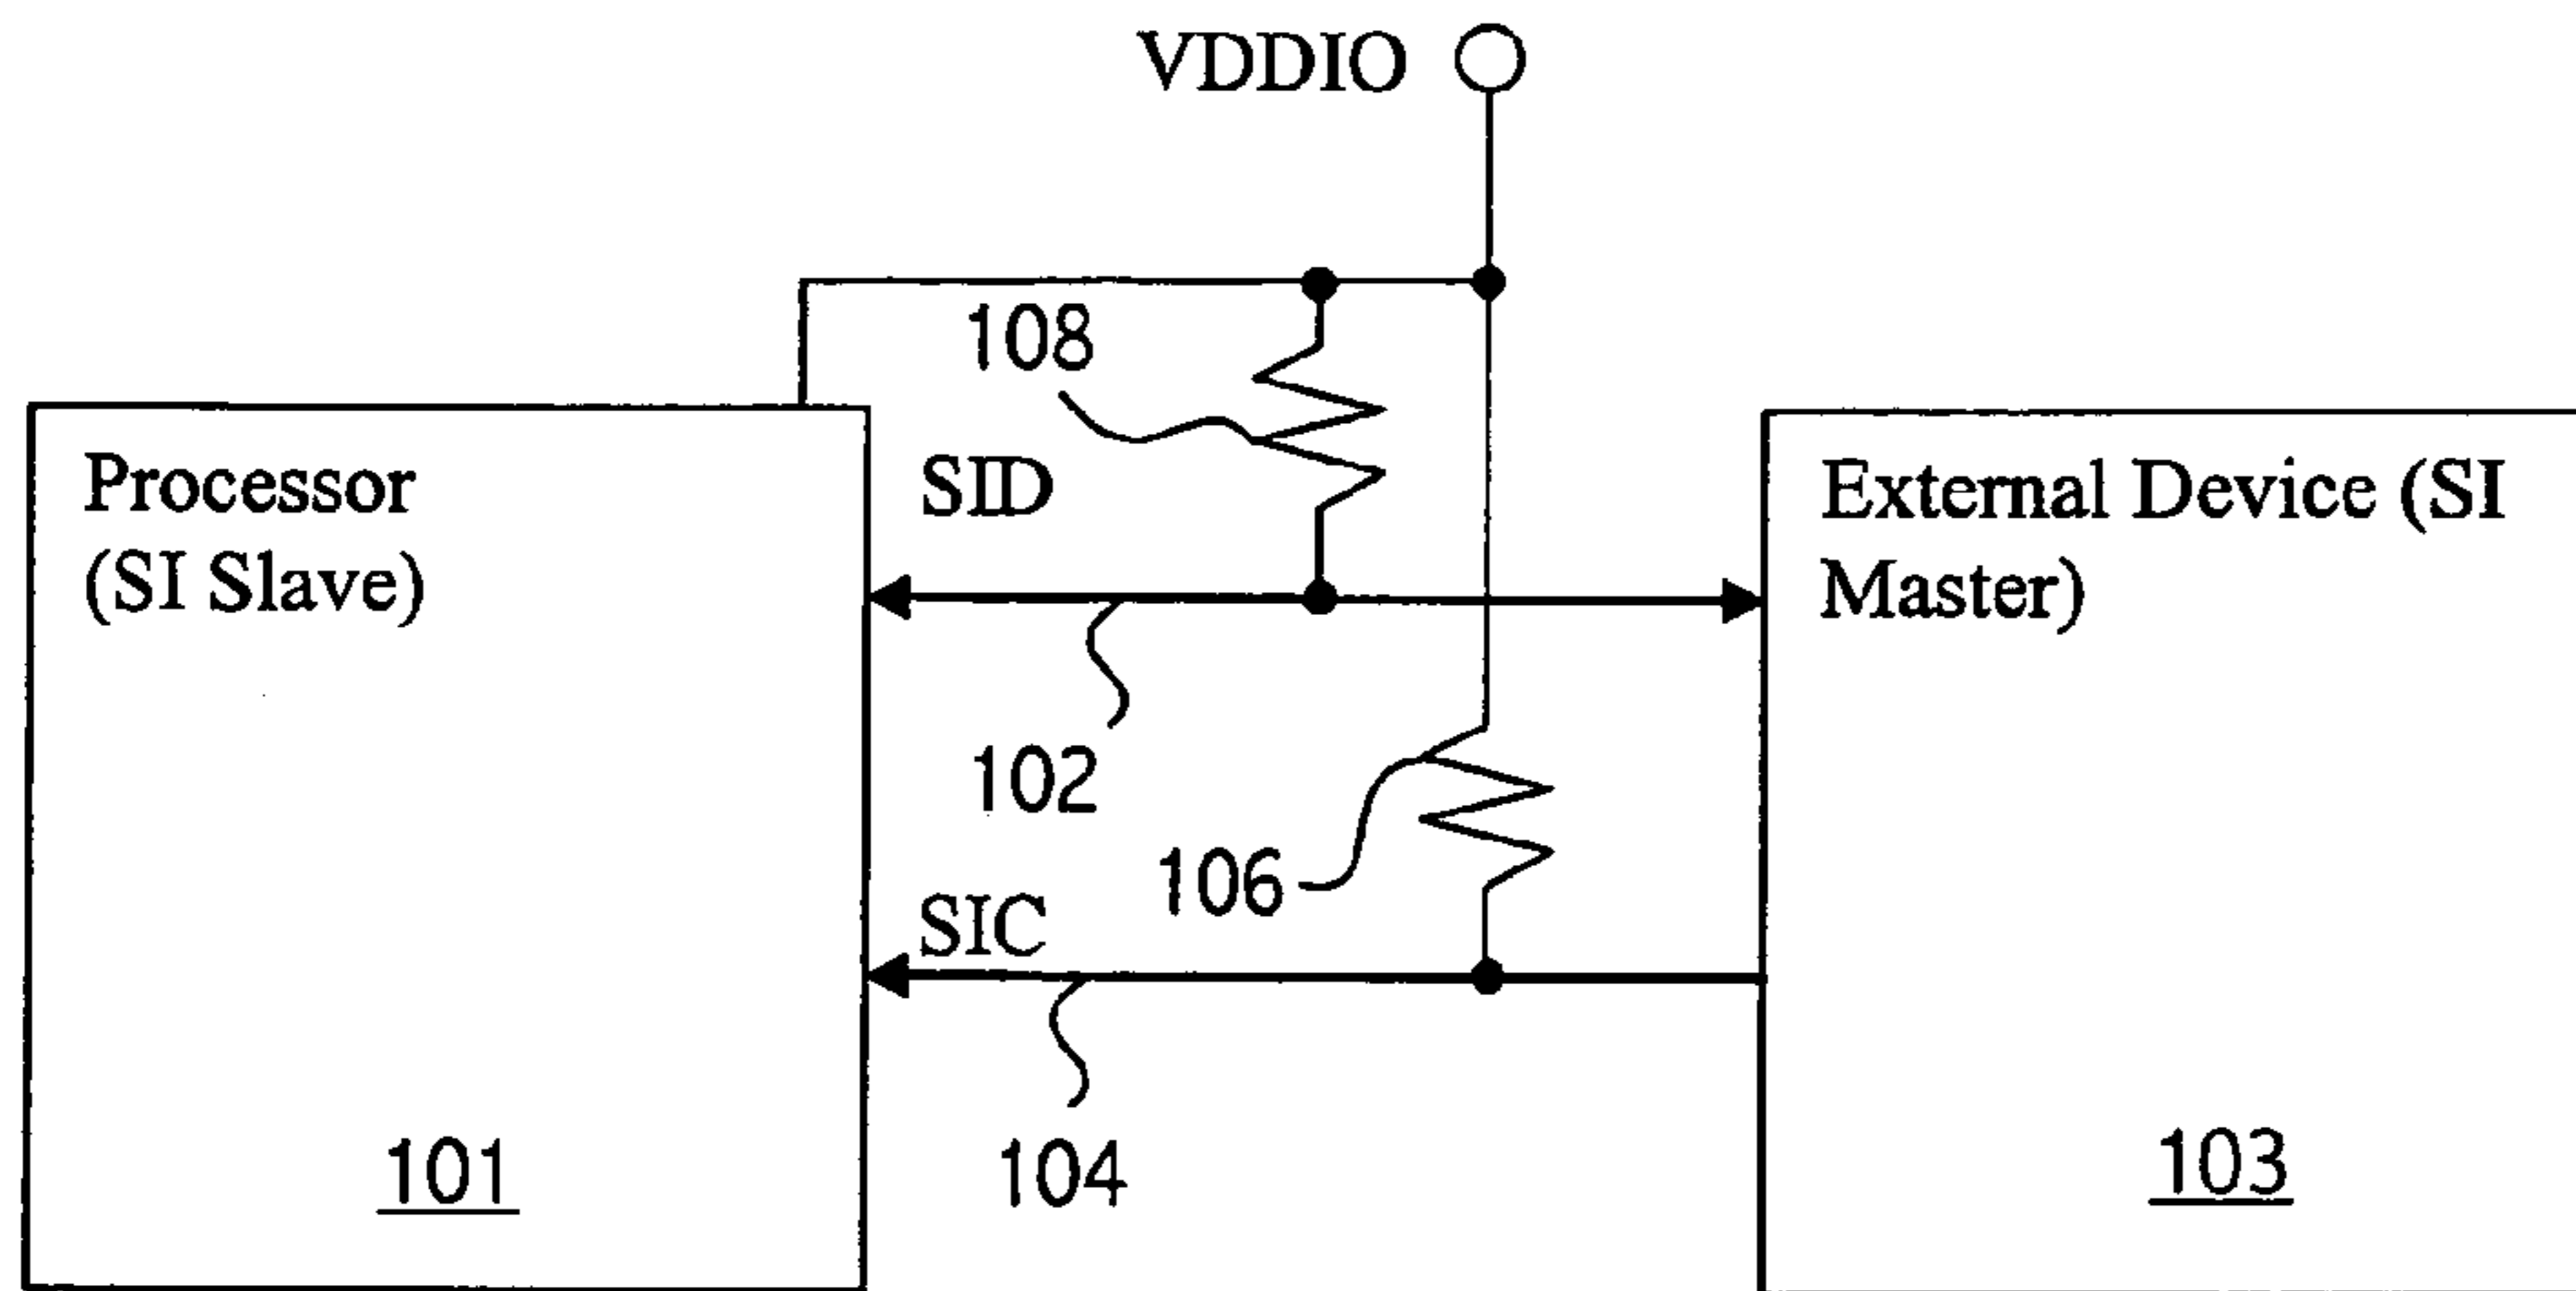 VDDIO
108
Processor
(SI Slave)
SID
External Device (SI
Master)
102
106
SIC
104
101
103